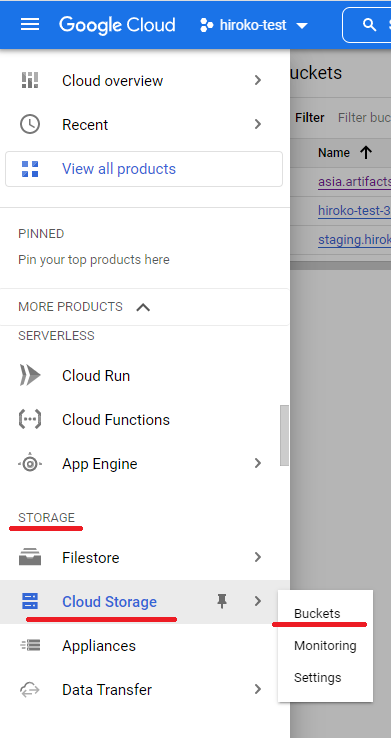 Google Cloud
hiroko-test
Cloud overview
Recent
View all products
PINNED
Pin your top products here
MORE PRODUCTS
SERVERLESS
Cloud Run
Cloud Functions
App Engine
STORAGE
Filestore
Cloud Storage
Appliances
Data Transfer
Buckets
Monitoring
Settings
uckets
Filter Filter buc
Name
asia.artifacts
hiroko-test-3
staging.hirok